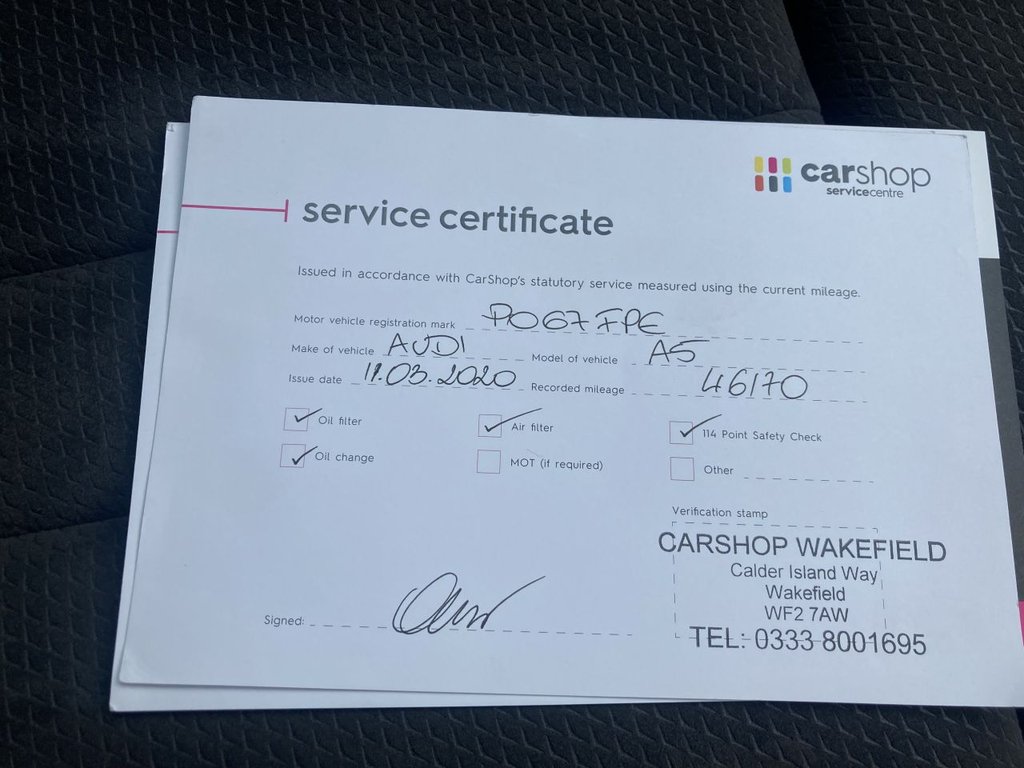 carshop
servicecentre
service certificate
Issued in accordance with CarShop's statutory service measured using the current mileage.
Motor vehicle registration mark PO67 FPE
Make of vehicle AUDI Model of vehicle A5
Issue date 11.03.2020 Recorded mileage 46170
Oil filter Air filter 114 Point Safety Check
Oil change MOT (if required) Other
Verification stamp
CARSHOP WAKEFIELD
Calder Island Way
Wakefield
WF2 7AW
TEL: 0333 8001695
Signed: